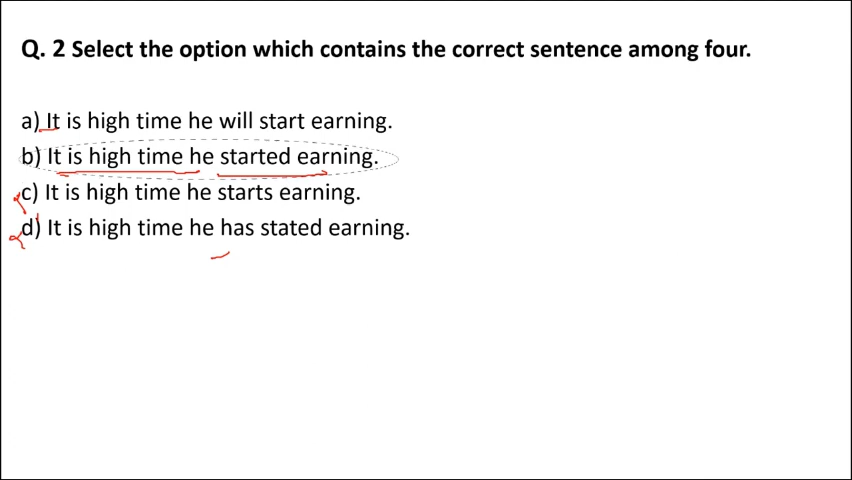 Q. 2 Select the option which contains the correct sentence among four.
a) It is high time he will start earning.
b) It is high time he started earning.
c) It is high time he starts earning.
d) It is high time he has stated earning.